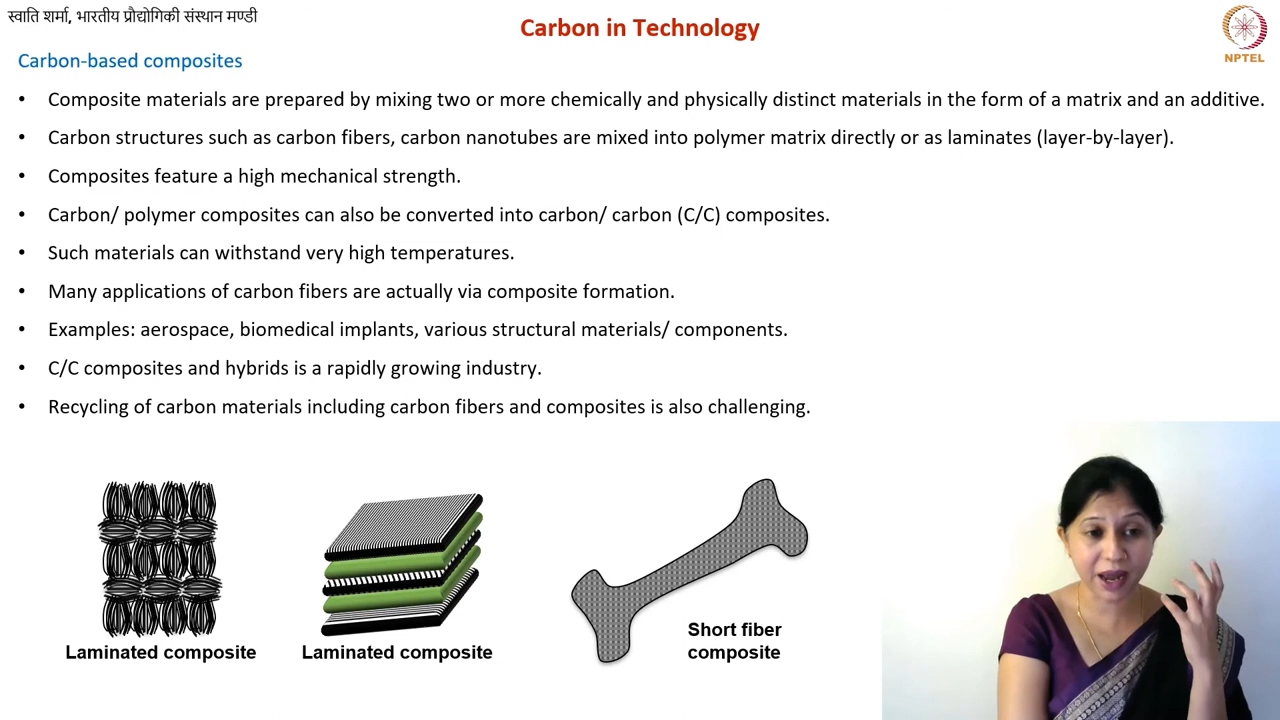 स्वाति शर्मा, भारतीय प्रौद्योगिकी संस्थान मण्डी
Carbon in Technology
NPTEL
Carbon-based composites
• Composite materials are prepared by mixing two or more chemically and physically distinct materials in the form of a matrix and an additive.
• Carbon structures such as carbon fibers, carbon nanotubes are mixed into polymer matrix directly or as laminates (layer-by-layer).
• Composites feature a high mechanical strength.
• Carbon/ polymer composites can also be converted into carbon/ carbon (C/C) composites.
• Such materials can withstand very high temperatures.
• Many applications of carbon fibers are actually via composite formation.
• Examples: aerospace, biomedical implants, various structural materials/ components.
• C/C composites and hybrids is a rapidly growing industry.
• Recycling of carbon materials including carbon fibers and composites is also challenging.
Laminated composite
Laminated composite
Short fiber
composite